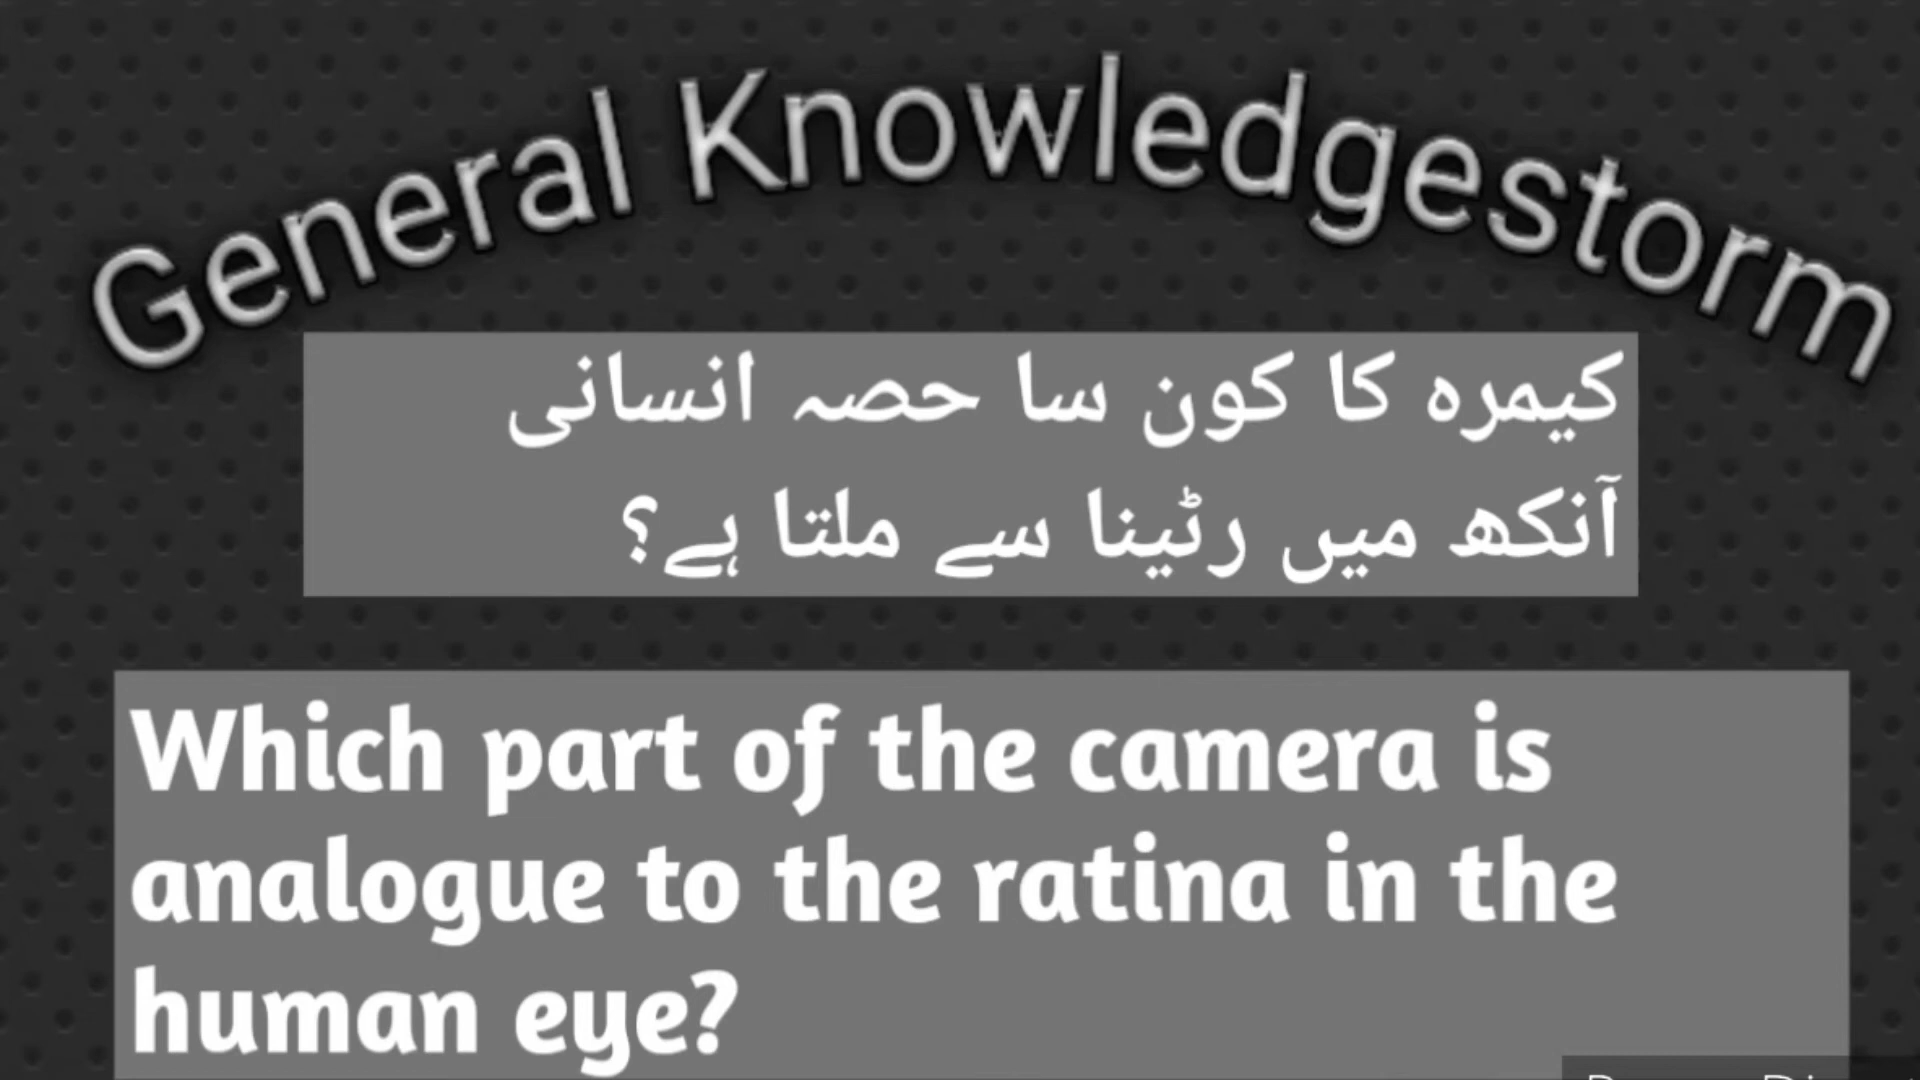 General Knowledgestorm
کیمرہ کا کون سا حصہ انسانی
آنکھ میں رٹینا سے ملتا ہے؟
Which part of the camera is
analogue to the ratina in the
human eye?